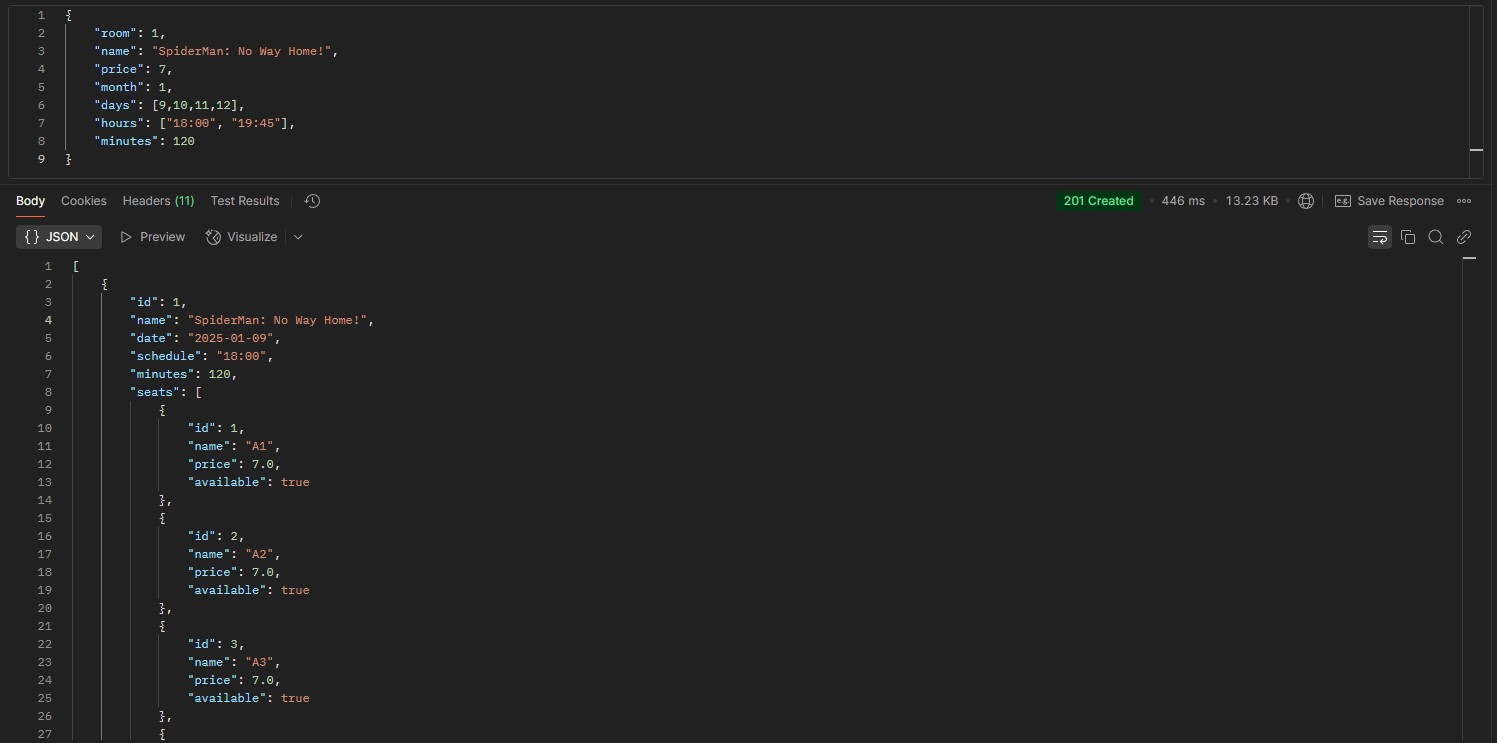 1 {
2 "room": 1,
3 "name": "SpiderMan: No Way Home!",
4 "price": 7,
5 "month": 1,
6 "days": [9,10,11,12],
7 "hours": ["18:00", "19:45"],
8 "minutes": 120
9 }
Body Cookies Headers (11) Test Results 201 Created • 446 ms • 13.23 KB • e.g. Save Response
{} JSON Preview Visualize
1 [
2 {
3 "id": 1,
4 "name": "SpiderMan: No Way Home!",
5 "date": "2025-01-09",
6 "schedule": "18:00",
7 "minutes": 120,
8 "seats": [
9 {
10 "id": 1,
11 "name": "A1",
12 "price": 7.0,
13 "available": true
14 },
15 {
16 "id": 2,
17 "name": "A2",
18 "price": 7.0,
19 "available": true
20 },
21 {
22 "id": 3,
23 "name": "A3",
24 "price": 7.0,
25 "available": true
26 },
27 {